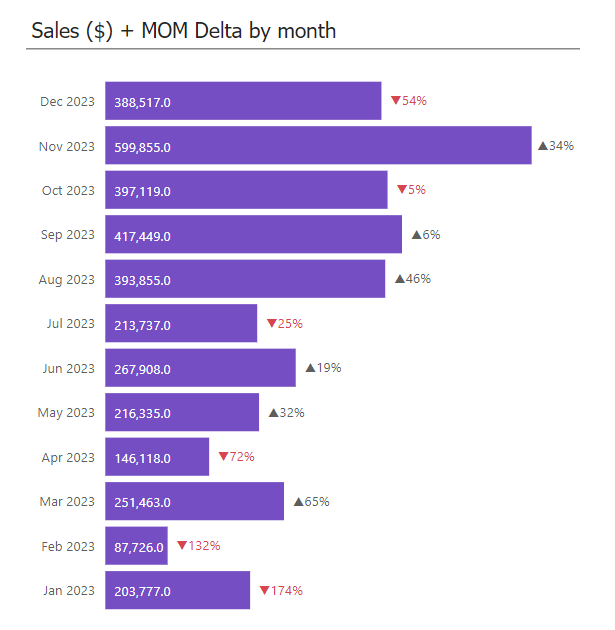 Sales ($) + MOM Delta by month
Dec 2023 388,517.0 ▼54%
Nov 2023 599,855.0 ▲34%
Oct 2023 397,119.0 ▼5%
Sep 2023 417,449.0 ▲6%
Aug 2023 393,855.0 ▲46%
Jul 2023 213,737.0 ▼25%
Jun 2023 267,908.0 ▲19%
May 2023 216,335.0 ▲32%
Apr 2023 146,118.0 ▼72%
Mar 2023 251,463.0 ▲65%
Feb 2023 87,726.0 ▼132%
Jan 2023 203,777.0 ▼174%